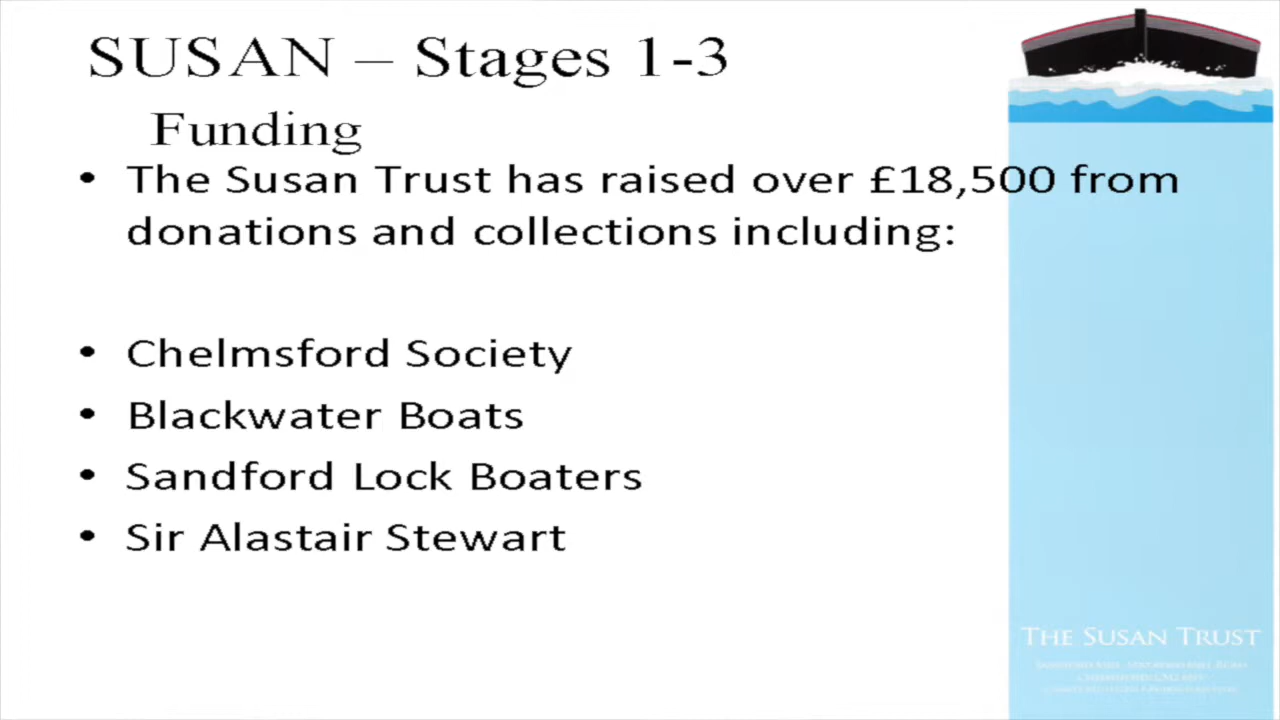 SUSAN – Stages 1-3
Funding
• The Susan Trust has raised over £18,500 from
donations and collections including:
• Chelmsford Society
• Blackwater Boats
• Sandford Lock Boaters
• Sir Alastair Stewart
THE SUSAN TRUST